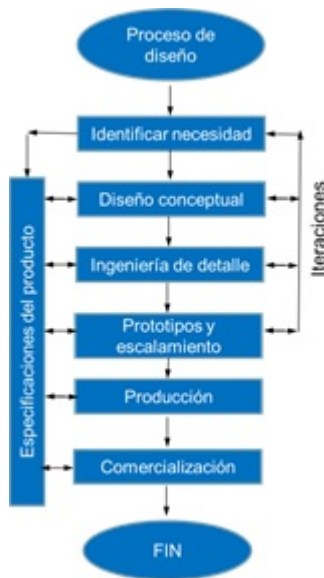 Proceso de
diseño
Identificar necesidad
Diseño conceptual
Ingeniería de detalle
Prototipos y
escalamiento
Producción
Comercialización
FIN
Especificaciones del producto
Iteraciones